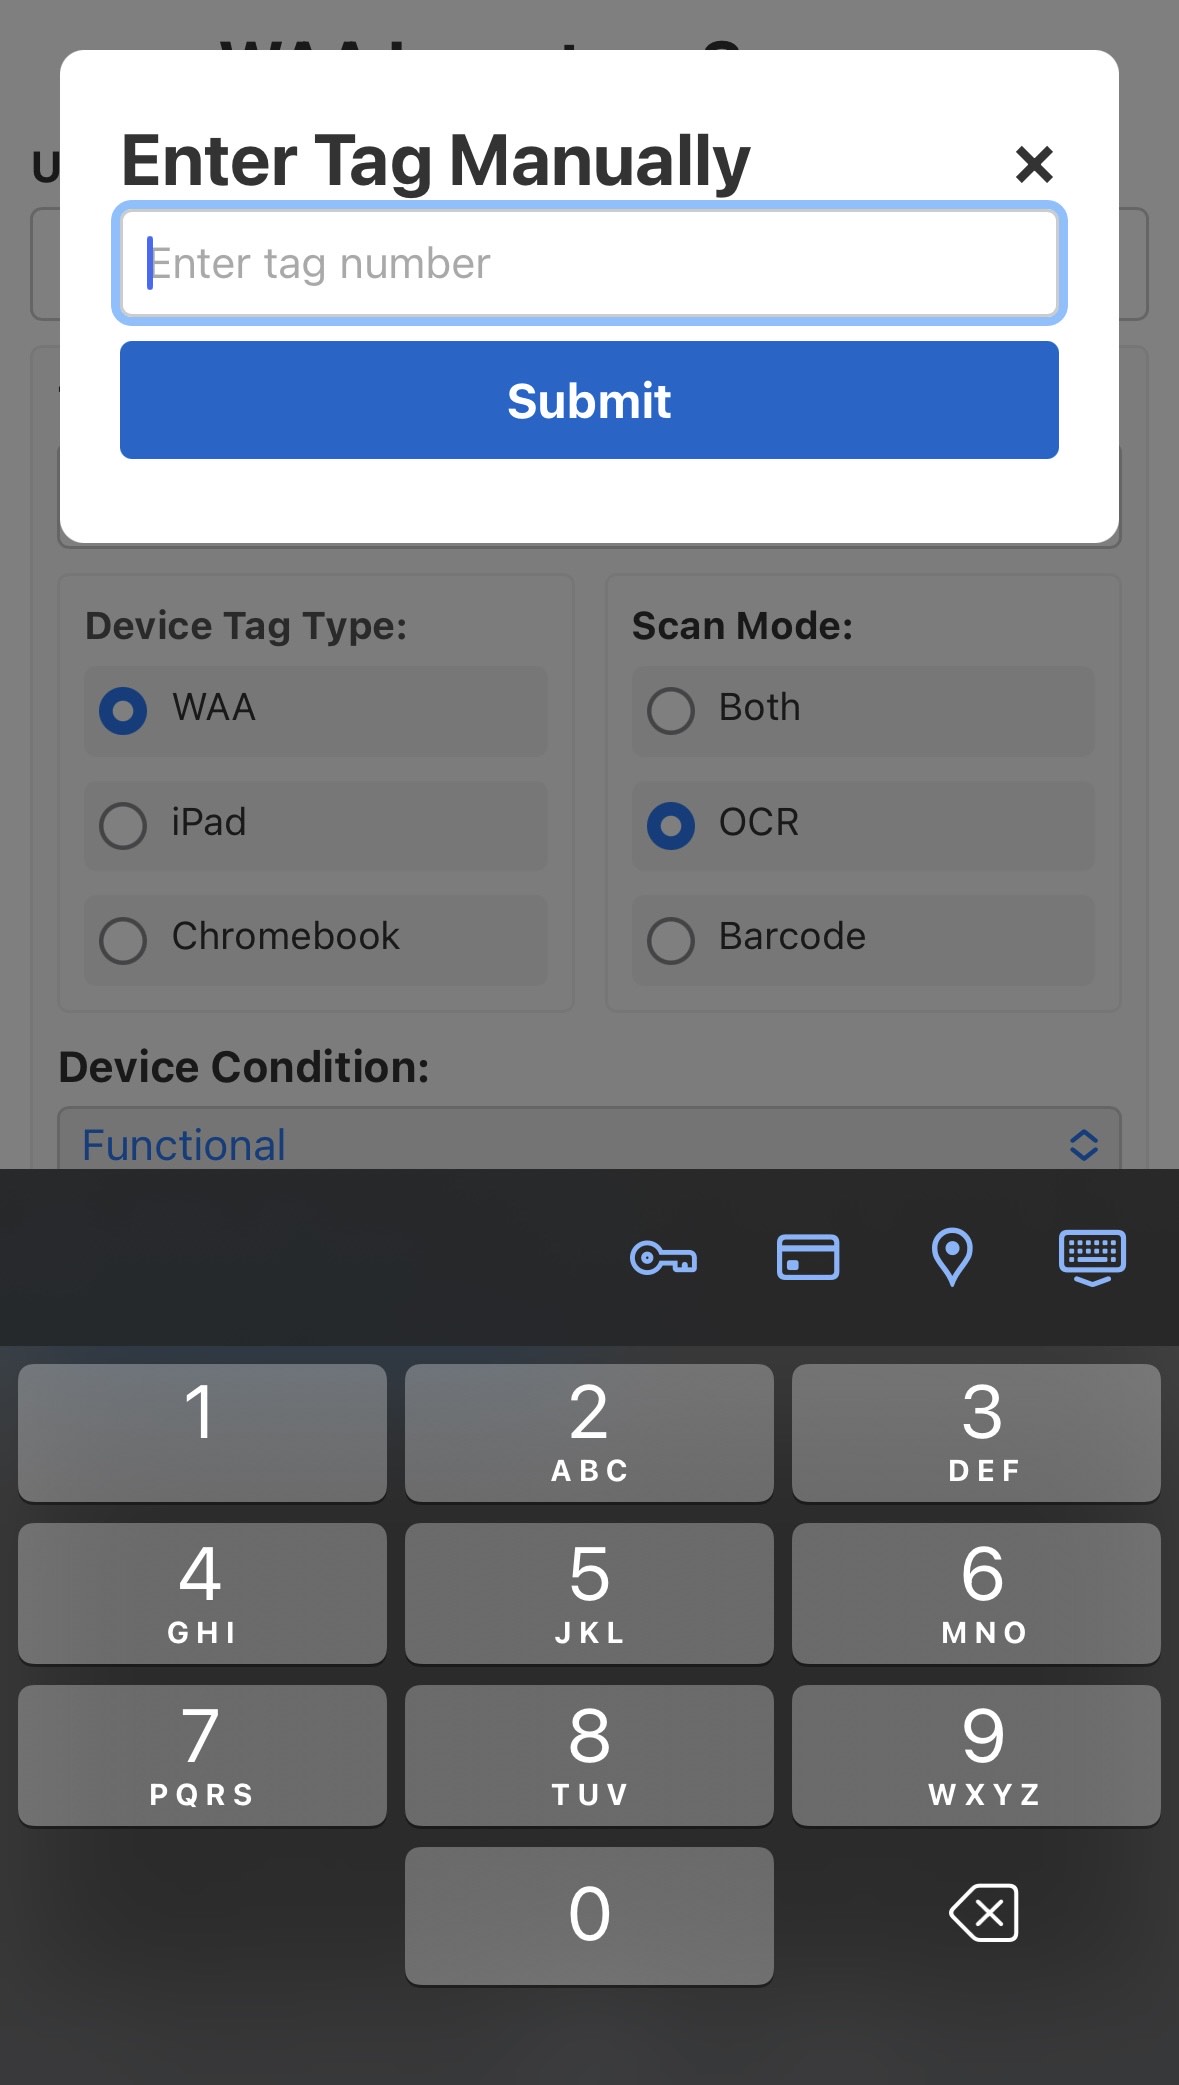 Enter Tag Manually
Enter tag number
Submit
Device Tag Type:
WAA
iPad
Chromebook
Scan Mode:
Both
OCR
Barcode
Device Condition:
Functional
1
2
ABC
3
DEF
4
GHI
5
JKL
6
MNO
7
PQRS
8
TUV
9
WXYZ
0